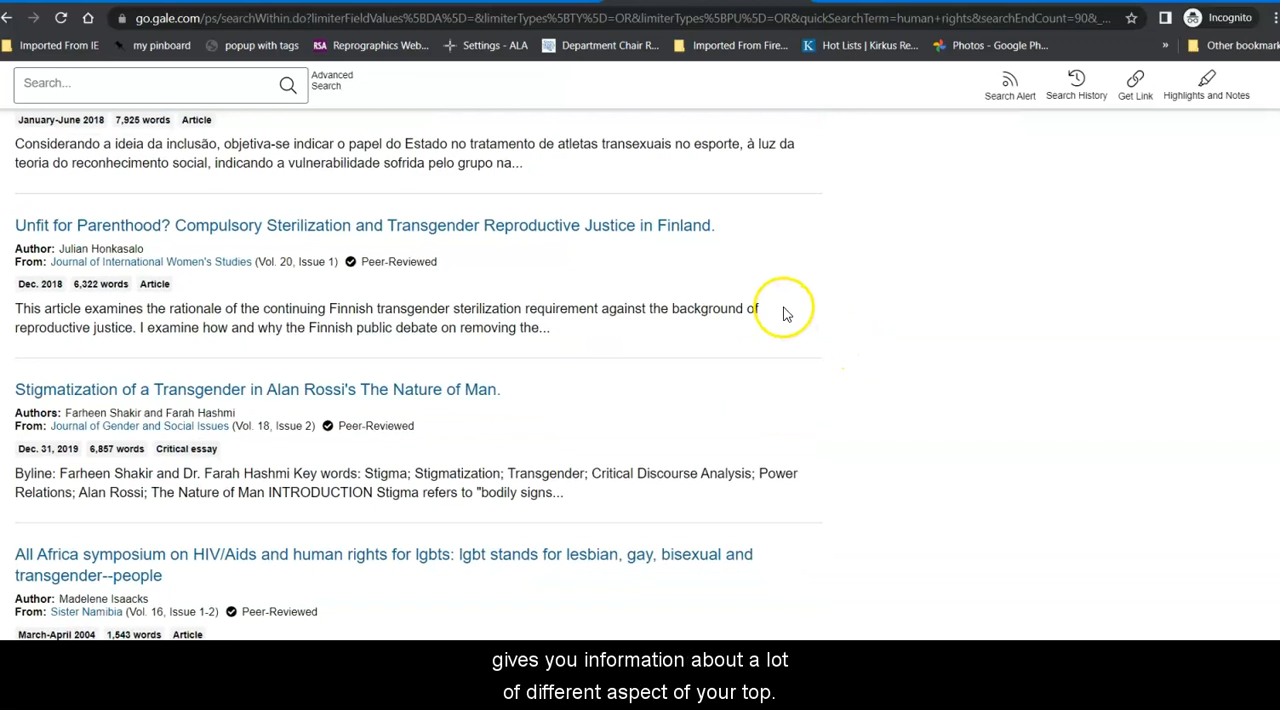 go.gale.com/ps/searchWithin.do?limiterFieldValues%5BDA%5D=&limiterTypes%5BTY%5D=OR&limiterTypes%5BPU%5D=OR&quickSearchTerm=human+rights&searchEndCount=90&_... Incognito
Imported From IE my pinboard popup with tags RSA Reprographics Web... Settings - ALA Department Chair R... Imported From Fire... K Hot Lists | Kirkus Re... Photos - Google Ph... » Other bookmark
Search... Advanced
Search
Search Alert Search History Get Link Highlights and Notes
January-June 2018 7,925 words Article
Considerando a ideia da inclusão, objetiva-se indicar o papel do Estado no tratamento de atletas transexuais no esporte, à luz da
teoria do reconhecimento social, indicando a vulnerabilidade sofrida pelo grupo na...
Unfit for Parenthood? Compulsory Sterilization and Transgender Reproductive Justice in Finland.
Author: Julian Honkasalo
From: Journal of International Women's Studies (Vol. 20, Issue 1) Peer-Reviewed
Dec. 2018 6,322 words Article
This article examines the rationale of the continuing Finnish transgender sterilization requirement against the background of
reproductive justice. I examine how and why the Finnish public debate on removing the...
Stigmatization of a Transgender in Alan Rossi's The Nature of Man.
Authors: Farheen Shakir and Farah Hashmi
From: Journal of Gender and Social Issues (Vol. 18, Issue 2) Peer-Reviewed
Dec. 31, 2019 6,857 words Critical essay
Byline: Farheen Shakir and Dr. Farah Hashmi Key words: Stigma; Stigmatization; Transgender; Critical Discourse Analysis; Power
Relations; Alan Rossi; The Nature of Man INTRODUCTION Stigma refers to "bodily signs...
All Africa symposium on HIV/Aids and human rights for lgbts: lgbt stands for lesbian, gay, bisexual and
transgender--people
Author: Madelene Isaacks
From: Sister Namibia (Vol. 16, Issue 1-2) Peer-Reviewed
March-April 2004 1,543 words Article
gives you information about a lot
of different aspect of your top.